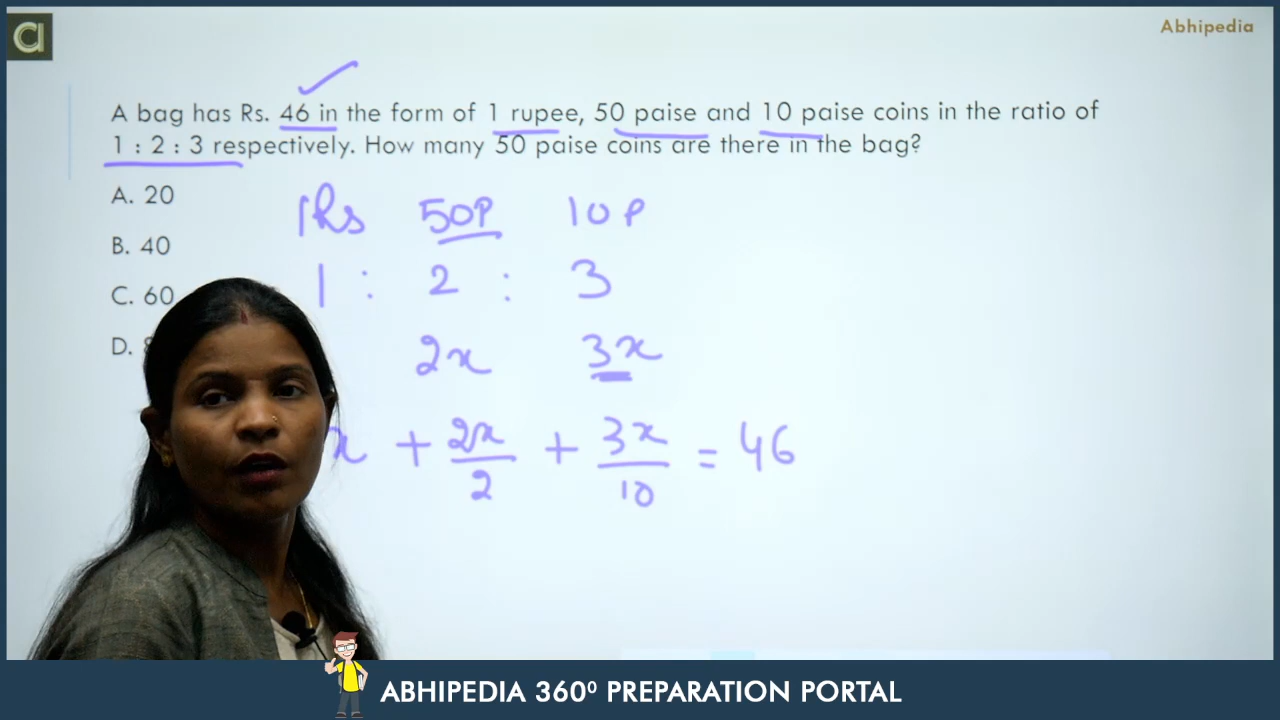 Abhipedia
A bag has Rs. 46 in the form of 1 rupee, 50 paise and 10 paise coins in the ratio of
1 : 2 : 3 respectively. How many 50 paise coins are there in the bag?
A. 20
B. 40
C. 60
D.
1Rs 50P 10P
1 : 2 : 3
2x 3x
x + 2x/2 + 3x/10 = 46
ABHIPEDIA 360⁰ PREPARATION PORTAL